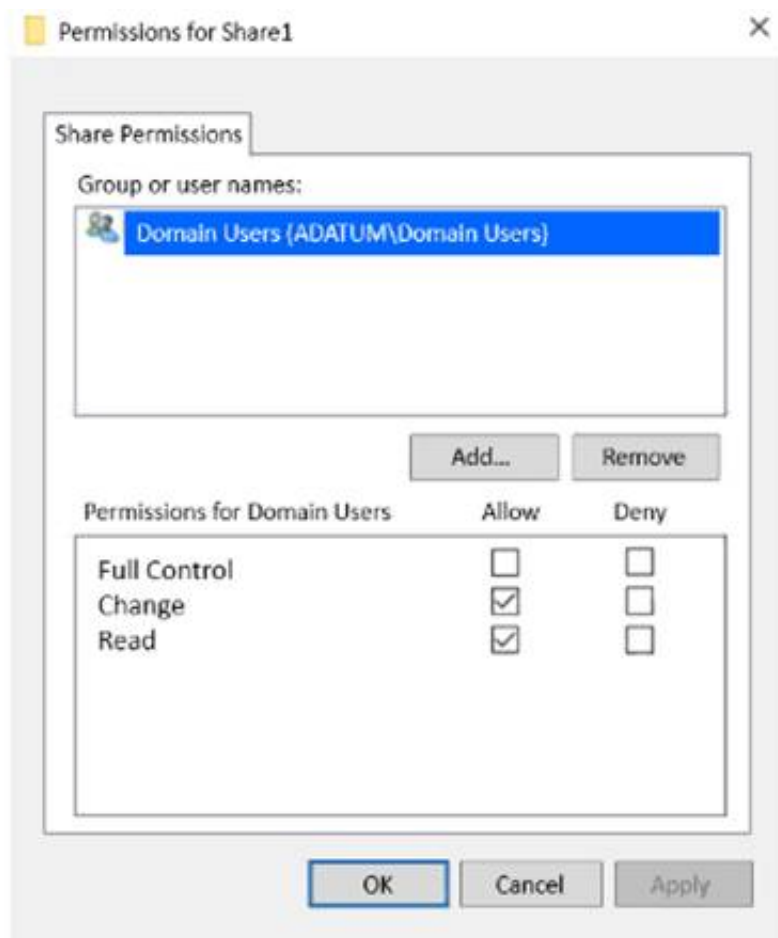 Permissions for Share1
Share Permissions
Group or user names:
Domain Users (ADATUM\Domain Users)
Add... Remove
Permissions for Domain Users Allow Deny
Full Control
Change
Read
OK Cancel Apply